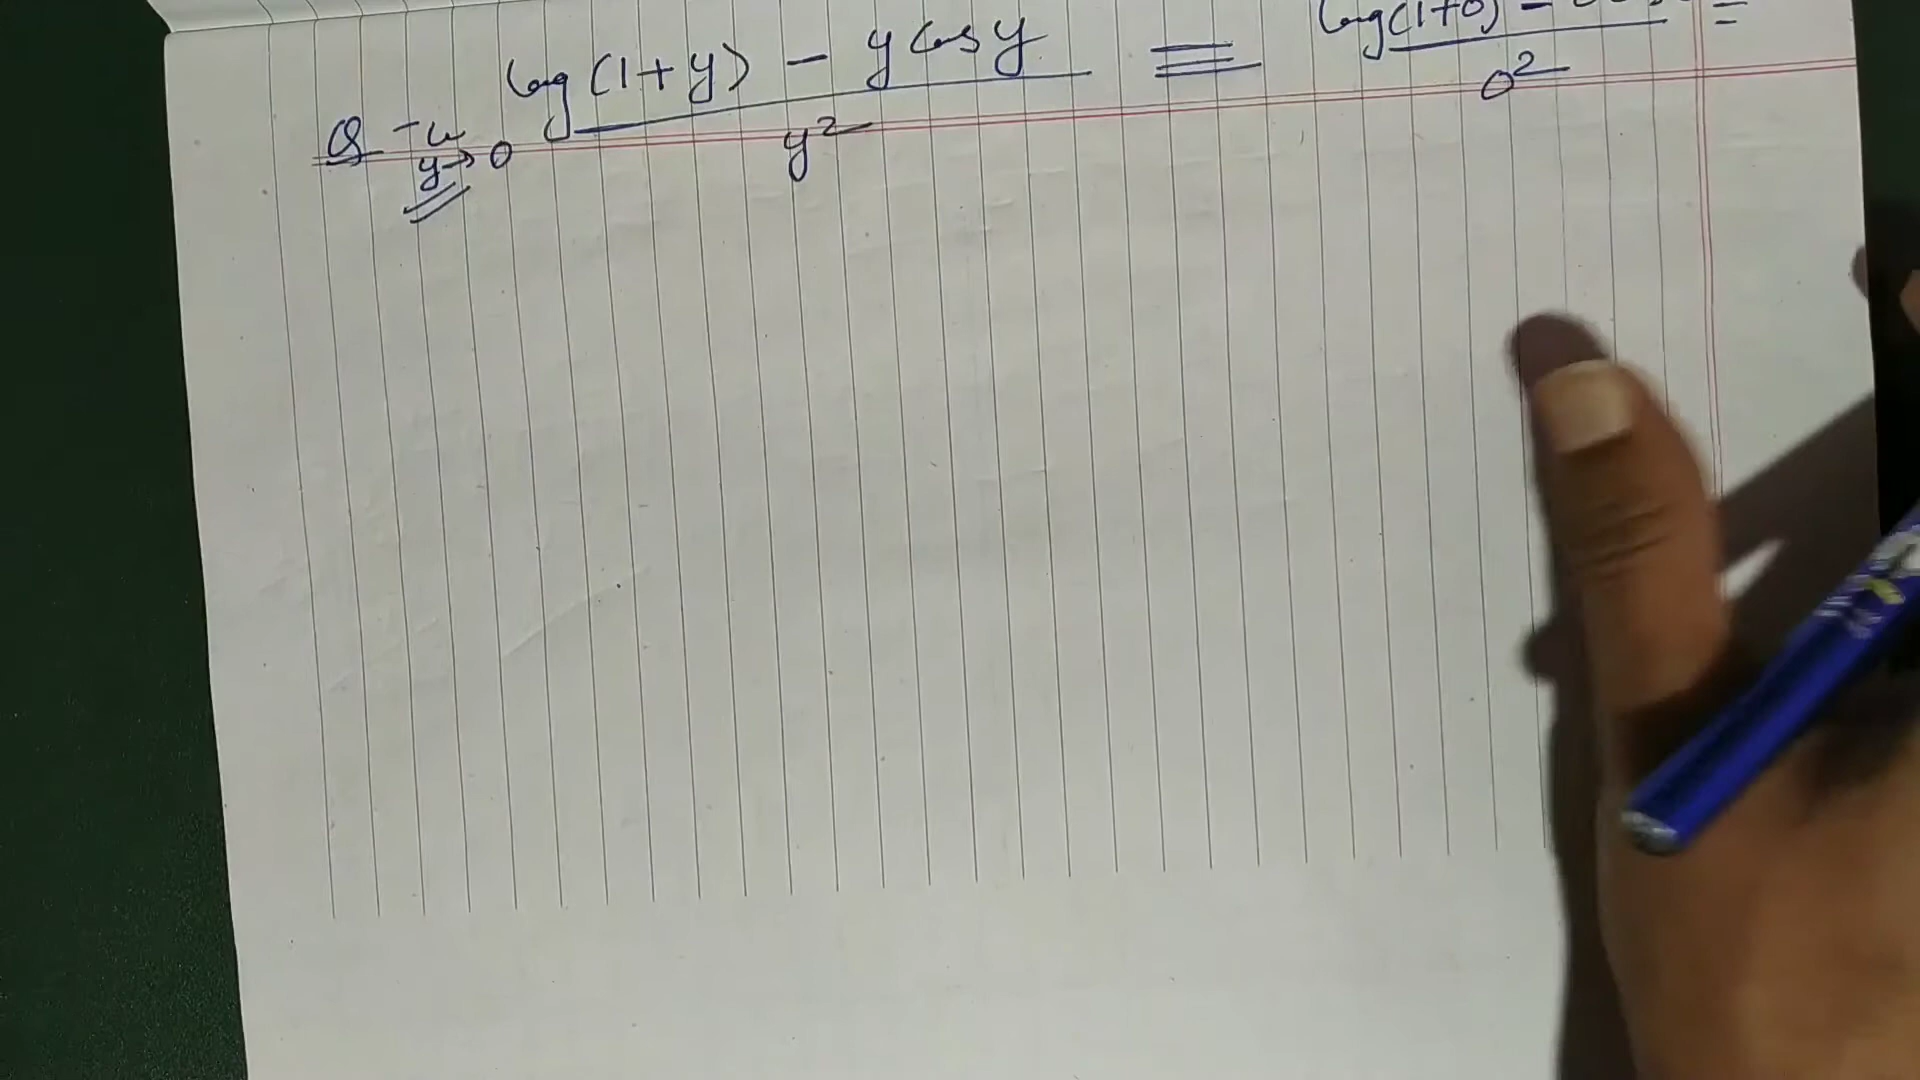 Q - Lt y→0 log(1+y) - y cos y / y² = log(1+0) - / 0² =